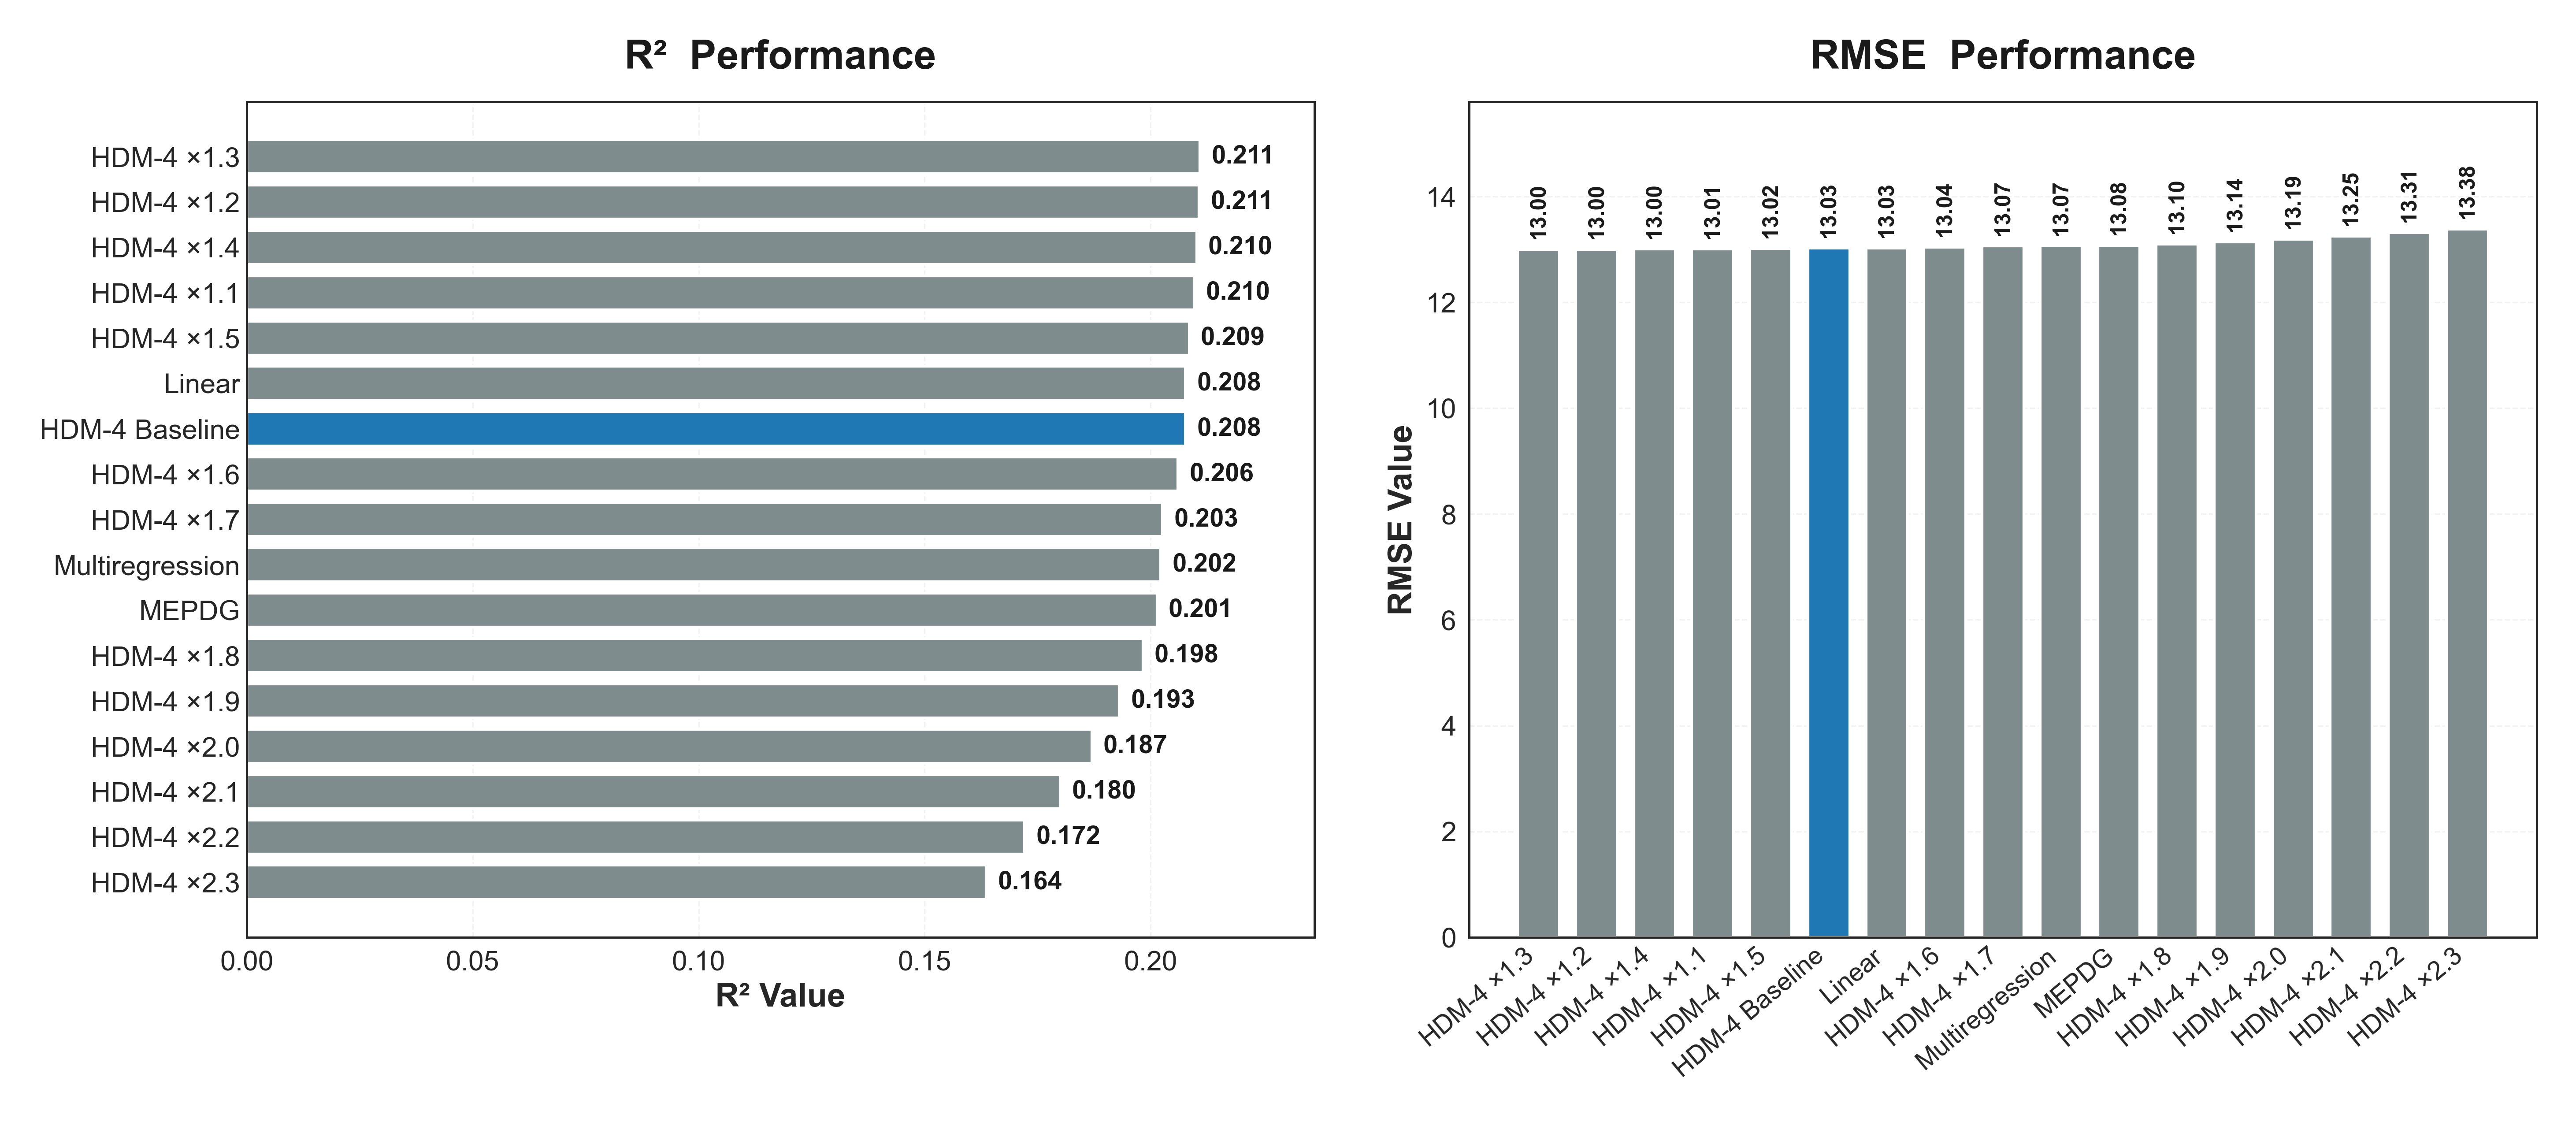 R² Performance
HDM-4 ×1.3
0.211
HDM-4 ×1.2
0.211
HDM-4 ×1.4
0.210
HDM-4 ×1.1
0.210
HDM-4 ×1.5
0.209
Linear
0.208
HDM-4 Baseline
0.208
HDM-4 ×1.6
0.206
HDM-4 ×1.7
0.203
Multiregression
0.202
MEPDG
0.201
HDM-4 ×1.8
0.198
HDM-4 ×1.9
0.193
HDM-4 ×2.0
0.187
HDM-4 ×2.1
0.180
HDM-4 ×2.2
0.172
HDM-4 ×2.3
0.164
0.00 0.05 0.10 0.15 0.20
R² Value
RMSE Performance
RMSE Value
14
12
10
8
6
4
2
0
13.00
13.00
13.00
13.01
13.02
13.03
13.03
13.04
13.07
13.07
13.08
13.10
13.14
13.19
13.25
13.31
13.38
HDM-4 ×1.3
HDM-4 ×1.2
HDM-4 ×1.4
HDM-4 ×1.1
HDM-4 ×1.5
HDM-4 Baseline
Linear
HDM-4 ×1.6
HDM-4 ×1.7
Multiregression
MEPDG
HDM-4 ×1.8
HDM-4 ×1.9
HDM-4 ×2.0
HDM-4 ×2.1
HDM-4 ×2.2
HDM-4 ×2.3